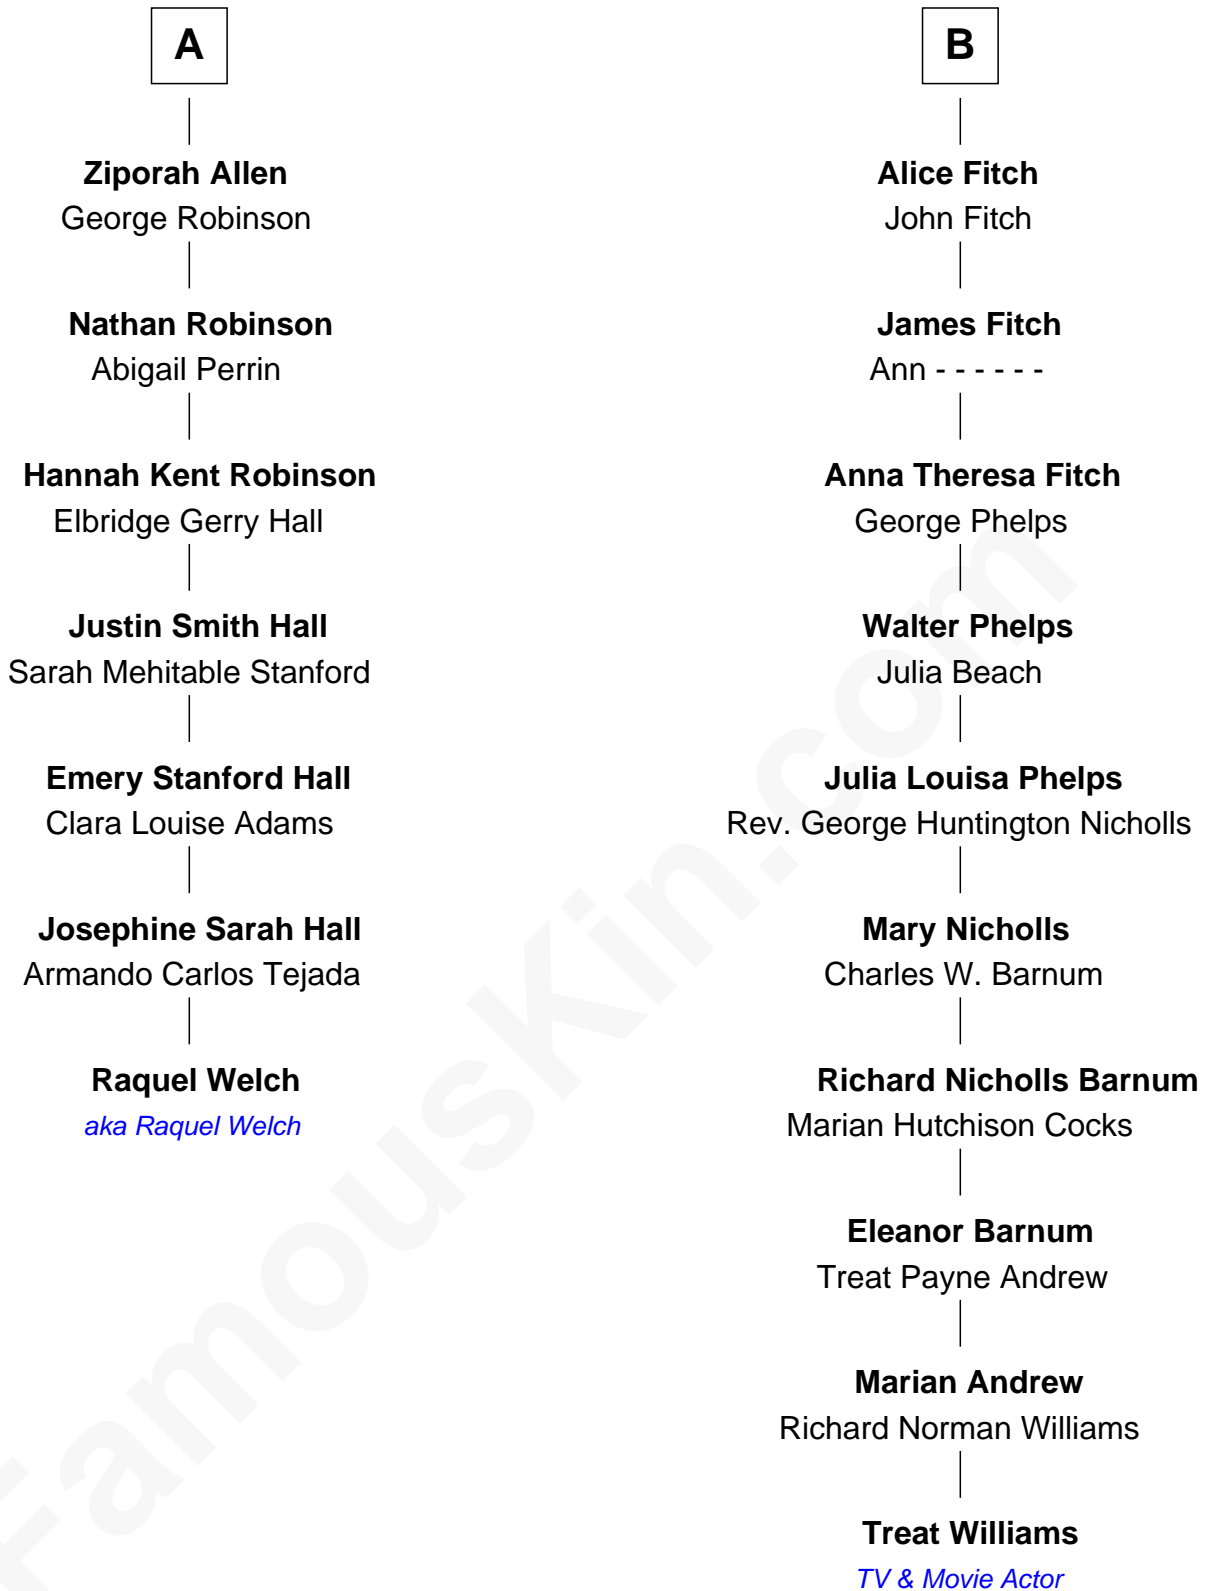 A
Ziporah Allen
George Robinson
Nathan Robinson
Abigail Perrin
Hannah Kent Robinson
Elbridge Gerry Hall
Justin Smith Hall
Sarah Mehitable Stanford
Emery Stanford Hall
Clara Louise Adams
Josephine Sarah Hall
Armando Carlos Tejada
Raquel Welch
aka Raquel Welch
B
Alice Fitch
John Fitch
James Fitch
Ann - - - - - -
Anna Theresa Fitch
George Phelps
Walter Phelps
Julia Beach
Julia Louisa Phelps
Rev. George Huntington Nicholls
Mary Nicholls
Charles W. Barnum
Richard Nicholls Barnum
Marian Hutchison Cocks
Eleanor Barnum
Treat Payne Andrew
Marian Andrew
Richard Norman Williams
Treat Williams
TV & Movie Actor
FamousKin.com